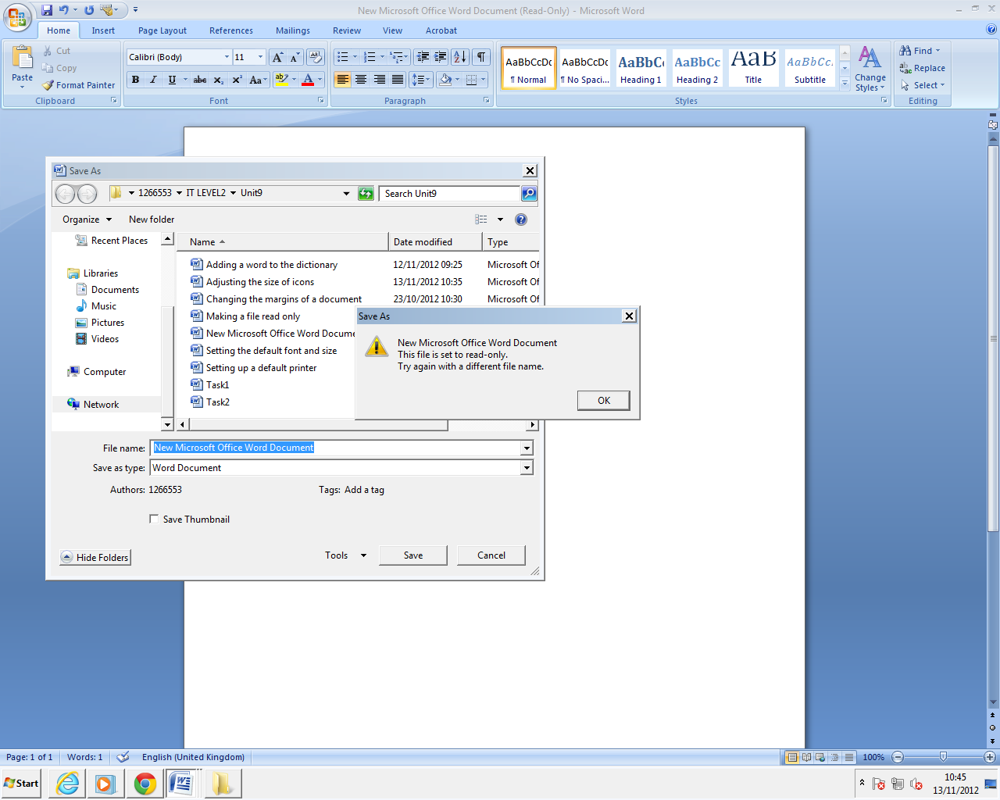 New Microsoft Office Word Document (Read-Only) - Microsoft Word
Home Insert Page Layout References Mailings Review View Acrobat
Paste
Cut
Copy
Format Painter
Clipboard
Calibri (Body) 11
B I U abc x₂ x² Aa
Font
Paragraph
AaBbCcDc AaBbCcDc AaBbC AaBbCc AaB AaBbCc.
¶ Normal ¶ No Spaci... Heading 1 Heading 2 Title Subtitle
Change Styles
Styles
Find
Replace
Select
Editing
Save As
1266553 IT LEVEL2 Unit9
Search Unit9
Organize New folder
Recent Places
Libraries
Documents
Music
Pictures
Videos
Computer
Network
Name Date modified Type
Adding a word to the dictionary 12/11/2012 09:25 Microsoft Of
Adjusting the size of icons 13/11/2012 10:35 Microsoft Of
Changing the margins of a document 23/10/2012 10:30 Microsoft Of
Making a file read only
New Microsoft Office Word Docume
Setting the default font and size
Setting up a default printer
Task1
Task2
Save As
New Microsoft Office Word Document
This file is set to read-only.
Try again with a different file name.
OK
File name: New Microsoft Office Word Document
Save as type: Word Document
Authors: 1266553 Tags: Add a tag
Save Thumbnail
Hide Folders Tools Save Cancel
Page: 1 of 1 Words: 1 English (United Kingdom) 100%
Start
10:45
13/11/2012